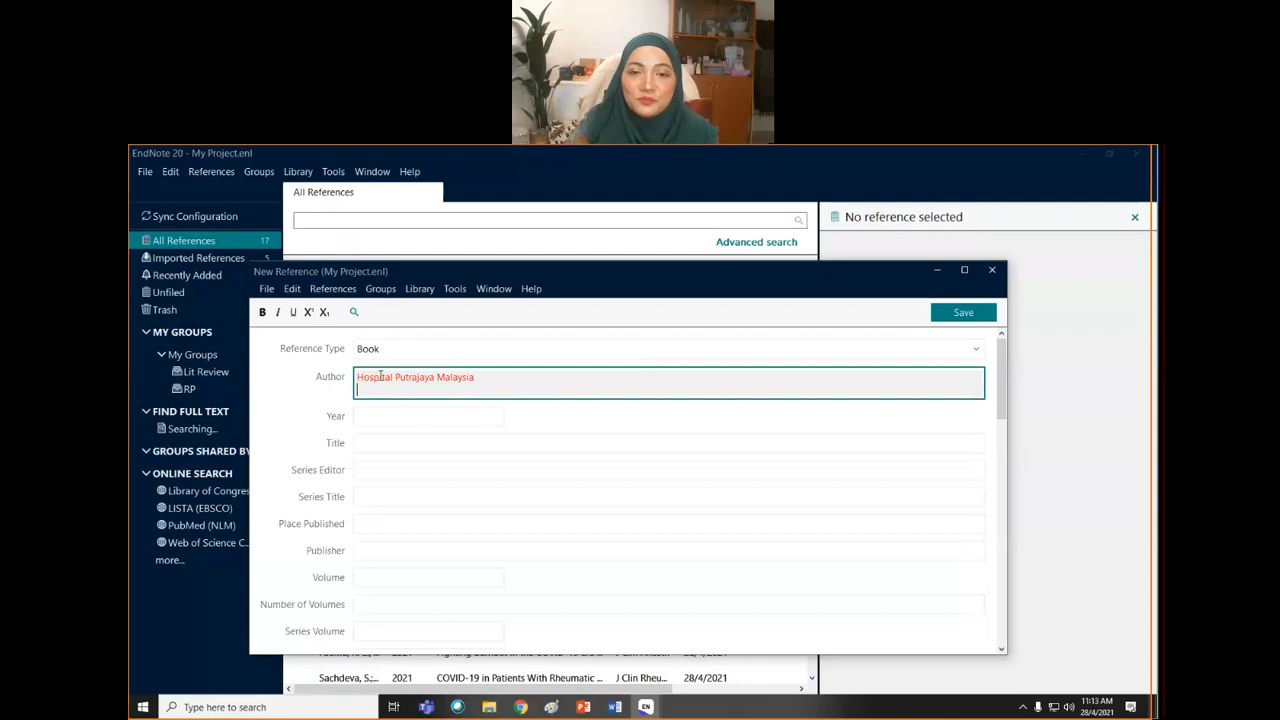 EndNote 20 - My Project.enl
File Edit References Groups Library Tools Window Help
All References
Sync Configuration
No reference selected
All References 17
Advanced search
Imported References 5
Recently Added
Unfiled
Trash
MY GROUPS
My Groups
Lit Review
RP
FIND FULL TEXT
Searching...
GROUPS SHARED BY
ONLINE SEARCH
Library of Congres
LISTA (EBSCO)
PubMed (NLM)
Web of Science C...
more...
New Reference (My Project.enl)
File Edit References Groups Library Tools Window Help
B I U X¹ X₁
Save
Reference Type Book
Author Hospital Putrajaya Malaysia
Year
Title
Series Editor
Series Title
Place Published
Publisher
Volume
Number of Volumes
Series Volume
Sachdeva, S.; 2021 COVID-19 in Patients With Rheumatic ... J Clin Rheu... 28/4/2021
Type here to search
EN
11:13 AM
28/4/2021